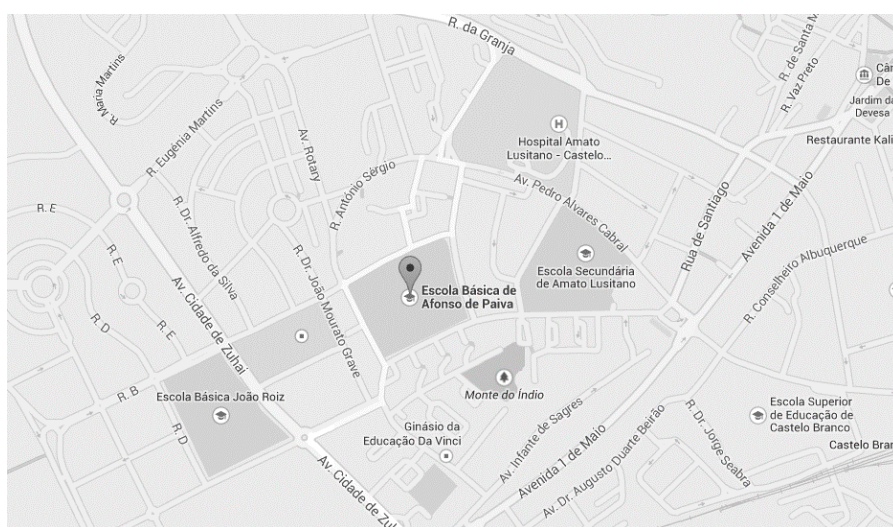 R. da Granja
R. Maria Martins
R. de Santa M
R. Vaz Preto
Câr
De
Jardim da
Devesa
R. Eugénia Martins
Av. Rotary
Hospital Amato
Lusitano - Castelo...
Restaurante Kali
R. António Sérgio
Av. Pedro Alvares Cabral
Rua de Santiago
Avenida 1 de Maio
R. E
R. Dr. Alfredo da Silva
R. E
R. Dr. João Mourato Grave
R. Conselheiro Albuquerque
Escola Secundária
de Amato Lusitano
Escola Básica de
Afonso de Paiva
Av. Cidade de Zuhai
R. D
R. E
R. B
Escola Básica João Roiz
Monte do Índio
R. D
Ginásio da
Educação Da Vinci
Av. Infante de Sagres
Avenida 1 de Maio
Av. Dr. Augusto Duarte Beirão
R. Dr. Jorge Seabra
Escola Superior
de Educação de
Castelo Branco
Castelo Bran
Av. Cidade de Zuhai
H